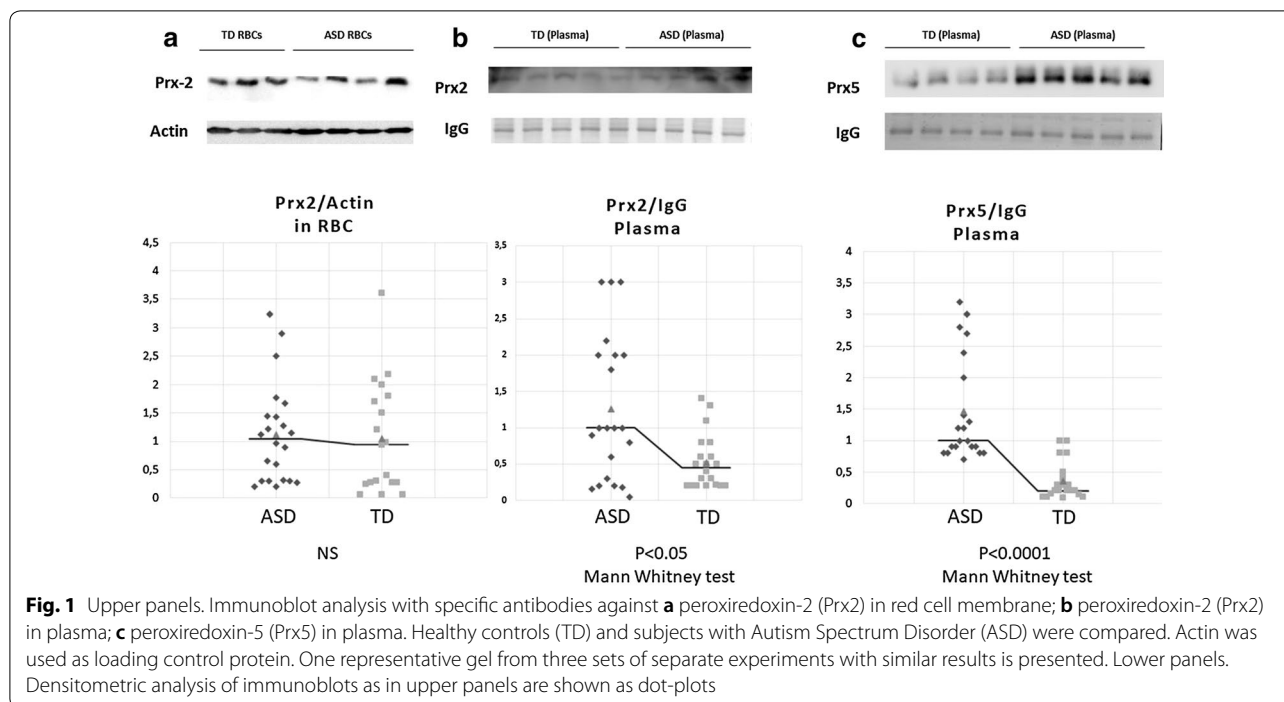 a TD RBCs ASD RBCs
Prx-2
Actin
b TD (Plasma) ASD (Plasma)
Prx2
IgG
c TD (Plasma) ASD (Plasma)
Prx5
IgG
Prx2/Actin
in RBC
4,5
4
3,5
3
2,5
2
1,5
1
0,5
0
ASD TD
NS
Prx2/IgG
Plasma
3,5
3
2,5
2
1,5
1
0,5
0
ASD TD
P<0.05
Mann Whitney test
Prx5/IgG
Plasma
4
3,5
3
2,5
2
1,5
1
0,5
0
ASD TD
P<0.0001
Mann Whitney test
Fig. 1 Upper panels. Immunoblot analysis with specific antibodies against a peroxiredoxin-2 (Prx2) in red cell membrane; b peroxiredoxin-2 (Prx2)
in plasma; c peroxiredoxin-5 (Prx5) in plasma. Healthy controls (TD) and subjects with Autism Spectrum Disorder (ASD) were compared. Actin was
used as loading control protein. One representative gel from three sets of separate experiments with similar results is presented. Lower panels.
Densitometric analysis of immunoblots as in upper panels are shown as dot-plots